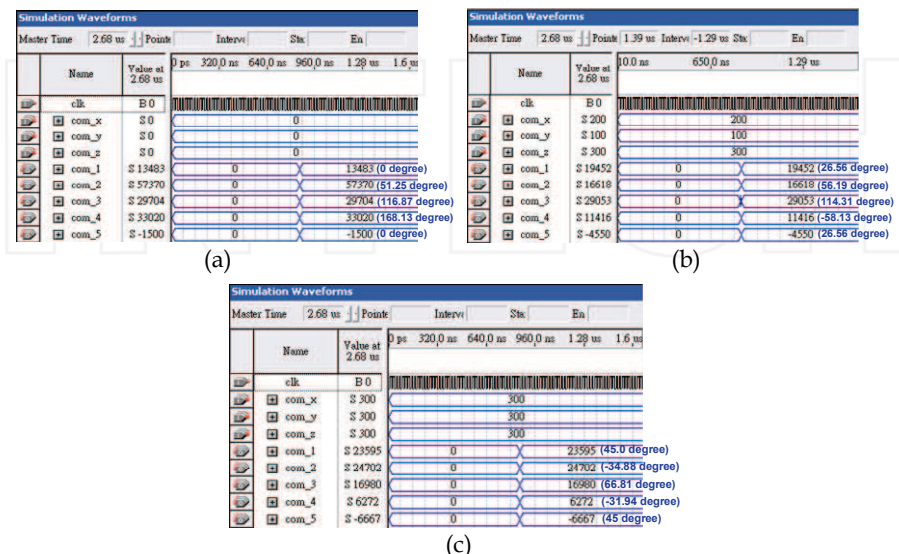 Simulation Waveforms
Master Time 2.68 us Pointe Interve Sta: En
Name Value at 2.68 us 0 ps 320,0 ns 640,0 ns 960,0 ns 1.28 us 1.6 us
clk B 0
com_x S 0 0
com_y S 0 0
com_z S 0 0
com_1 S 13483 0 13483 (0 degree)
com_2 S 57370 0 57370 (51.25 degree)
com_3 S 29704 0 29704 (116.87 degree)
com_4 S 33020 0 33020 (168.13 degree)
com_5 S -1500 0 -1500 (0 degree)
(a)
Simulation Waveforms
Master Time 2.68 us Pointe 1.39 us Interve -1.29 us Sta: En
Name Value at 2.68 us 10.0 ns 650,0 ns 1.29 us
clk B 0
com_x S 200 200
com_y S 100 100
com_z S 300 300
com_1 S 19452 0 19452 (26.56 degree)
com_2 S 16618 0 16618 (56.19 degree)
com_3 S 29053 0 29053 (114.31 degree)
com_4 S 11416 0 11416 (-58.13 degree)
com_5 S -4550 0 -4550 (26.56 degree)
(b)
Simulation Waveforms
Master Time 2.68 us Pointe Interve Sta: En
Name Value at 2.68 us 0 ps 320,0 ns 640,0 ns 960,0 ns 1.28 us 1.6 us
clk B 0
com_x S 300 300
com_y S 300 300
com_z S 300 300
com_1 S 23595 0 23595 (45.0 degree)
com_2 S 24702 0 24702 (-34.88 degree)
com_3 S 16980 0 16980 (66.81 degree)
com_4 S 6272 0 6272 (-31.94 degree)
com_5 S -6667 0 -6667 (45 degree)
(c)